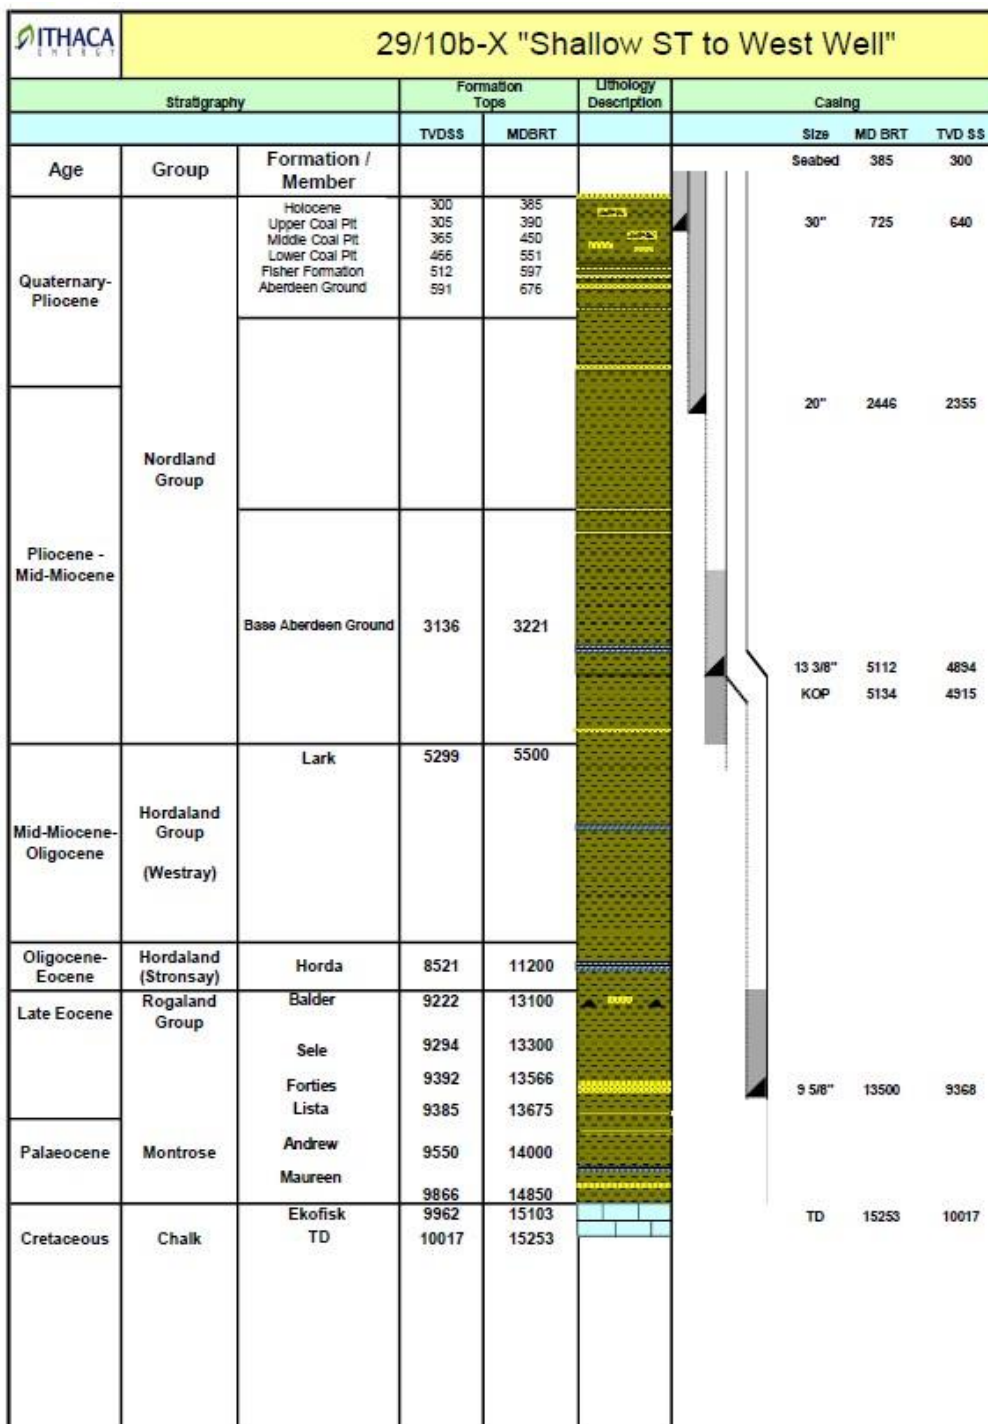 ITHACA
ENERGY
29/10b-X "Shallow ST to West Well"
Stratigraphy
Formation
Tops
Lithology
Description
Casing
TVDSS MDBRT Size MD BRT TVD SS
Age Group Formation /
Member
Seabed 385 300
Holocene 300 385
Upper Coal Pit 305 390
30" 725 640
Middle Coal Pit 365 450
Lower Coal Pit 466 551
Fisher Formation 512 597
Aberdeen Ground 591 676
Quaternary-
Pliocene
20" 2446 2355
Nordland
Group
Pliocene -
Mid-Miocene
Base Aberdeen Ground 3136 3221
13 3/8" 5112 4894
KOP 5134 4915
Lark 5299 5500
Mid-Miocene-
Oligocene
Hordaland
Group
(Westray)
Oligocene-
Eocene
Hordaland
(Stronsay)
Horda 8521 11200
Late Eocene
Rogaland
Group
Balder 9222 13100
Sele 9294 13300
Forties 9392 13566
9 5/8" 13500 9368
Lista 9385 13675
Palaeocene Montrose
Andrew 9550 14000
Maureen 9866 14850
Ekofisk 9962 15103
TD 15253 10017
Cretaceous Chalk TD 10017 15253